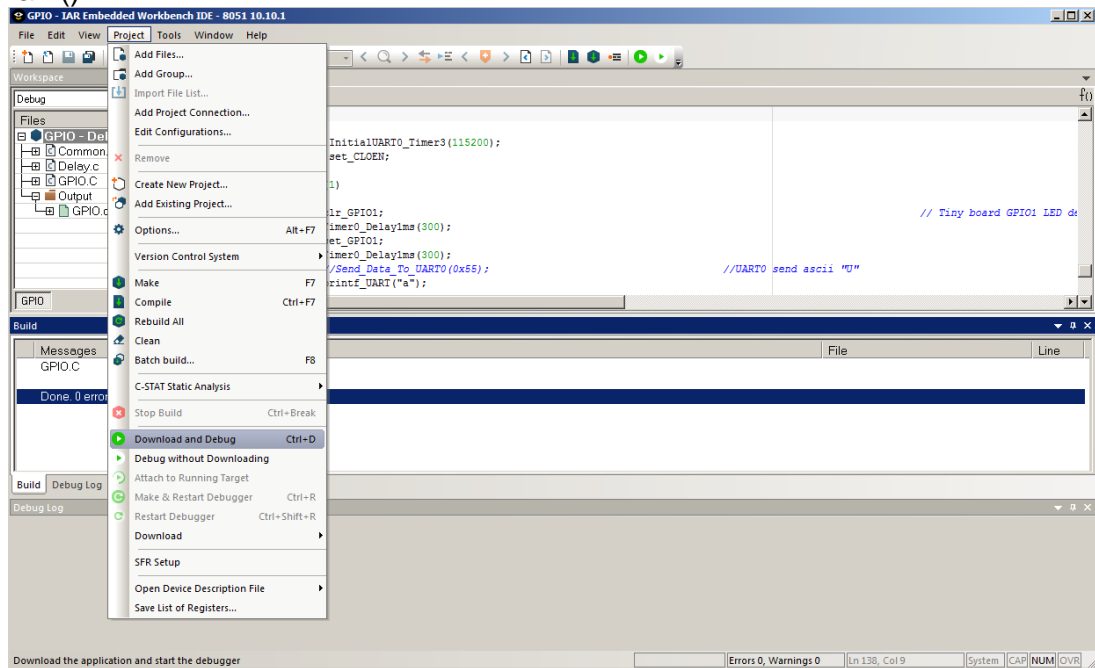 GPIO - IAR Embedded Workbench IDE - 8051 10.10.1
File Edit View Project Tools Window Help
Workspace
Debug
Files
GPIO - Del
Common.
Delay.c
GPIO.C
Output
GPIO.d
GPIO
Add Files...
Add Group...
Import File List...
Add Project Connection...
Edit Configurations...
Remove
Create New Project...
Add Existing Project...
Options... Alt+F7
Version Control System
Make F7
Compile Ctrl+F7
Rebuild All
Clean
Batch build... F8
C-STAT Static Analysis
Stop Build Ctrl+Break
Download and Debug Ctrl+D
Debug without Downloading
Attach to Running Target
Make & Restart Debugger Ctrl+R
Restart Debugger Ctrl+Shift+R
Download
SFR Setup
Open Device Description File
Save List of Registers...
f()
InitialUART0_Timer3(115200);
set_CLOEN;
1)
lr_GPIO1; // Tiny board GPIO1 LED de
imer0_Delay1ms(300);
et_GPIO1;
imer0_Delay1ms(300);
/Send_Data_To_UART0(0x55); //UART0 send ascii "U"
rintf_UART("a");
Build
Messages File Line
GPIO.C
Done. 0 error
Build Debug Log
Debug Log
Download the application and start the debugger Errors 0, Warnings 0 Ln 138, Col 9 System CAP NUM OVR